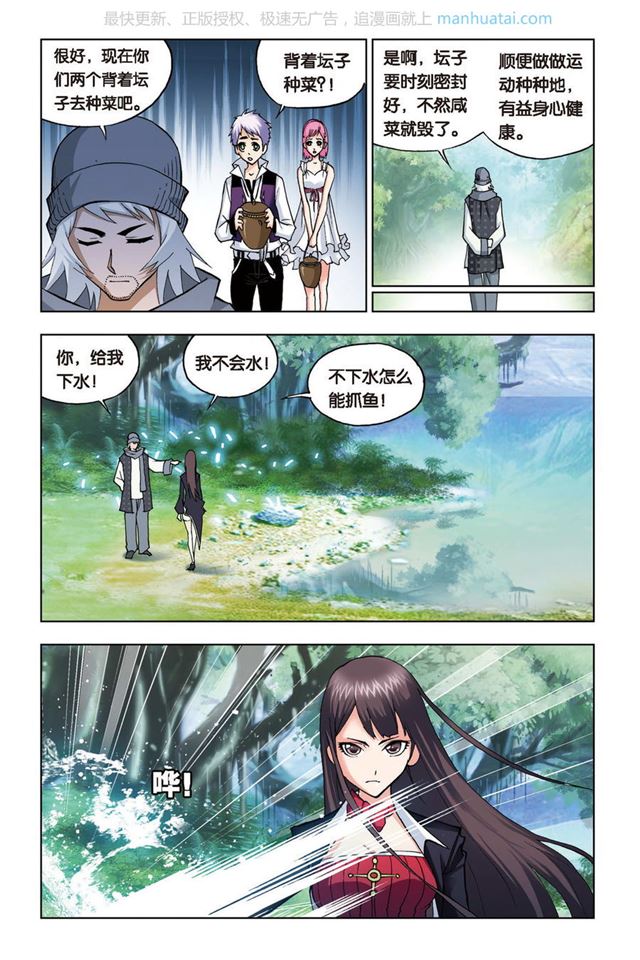 最快更新、正版授权、极速无广告，追漫画就上 manhuatai.com
很好，现在你
们两个背着坛
子去种菜吧。
背着坛子
种菜？！
是啊，坛子
要时刻密封
好，不然咸
菜就毁了。
顺便做做运
动种种地，
有益身心健
康。
你，给我
下水！
我不会水！
不下水怎么
能抓鱼！
哗！